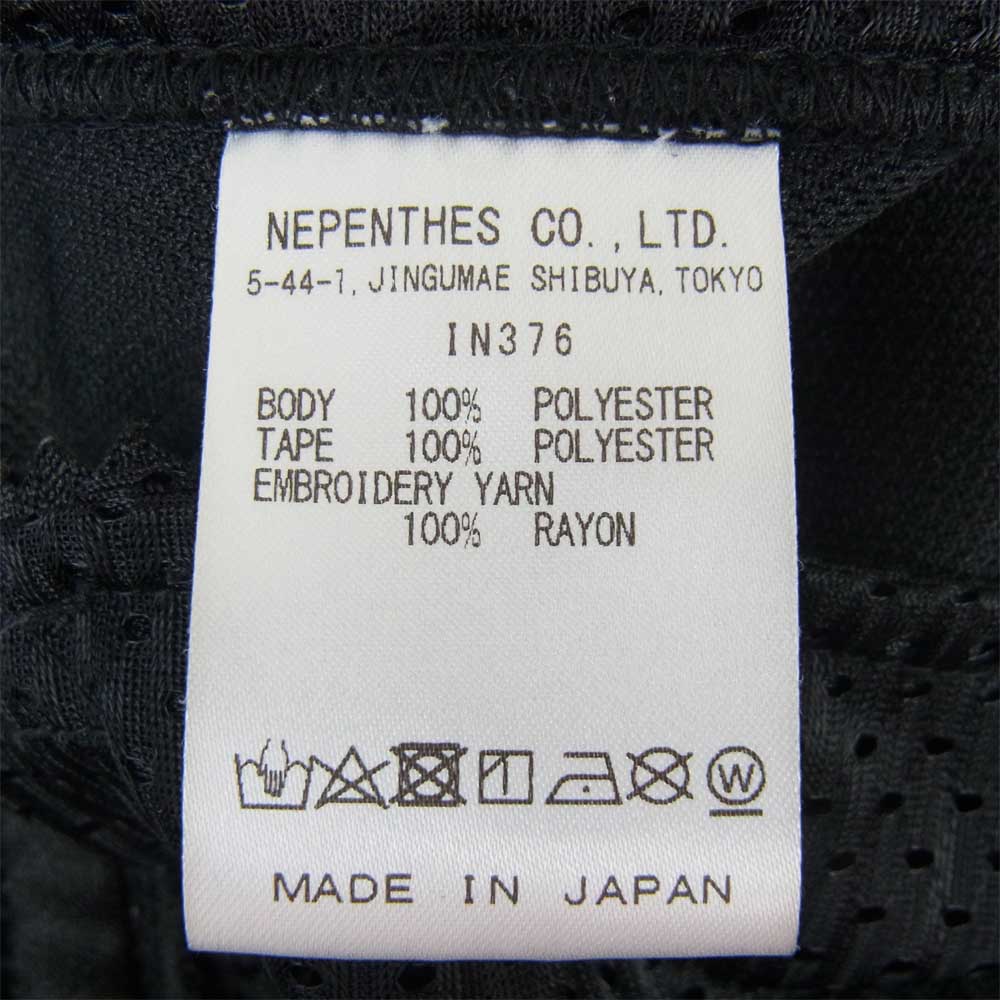 NEPENTHES CO.,LTD.
5-44-1, JINGUMAE SHIBUYA, TOKYO
IN376
BODY 100% POLYESTER
TAPE 100% POLYESTER
EMBROIDERY YARN
100% RAYON
W
MADE IN JAPAN